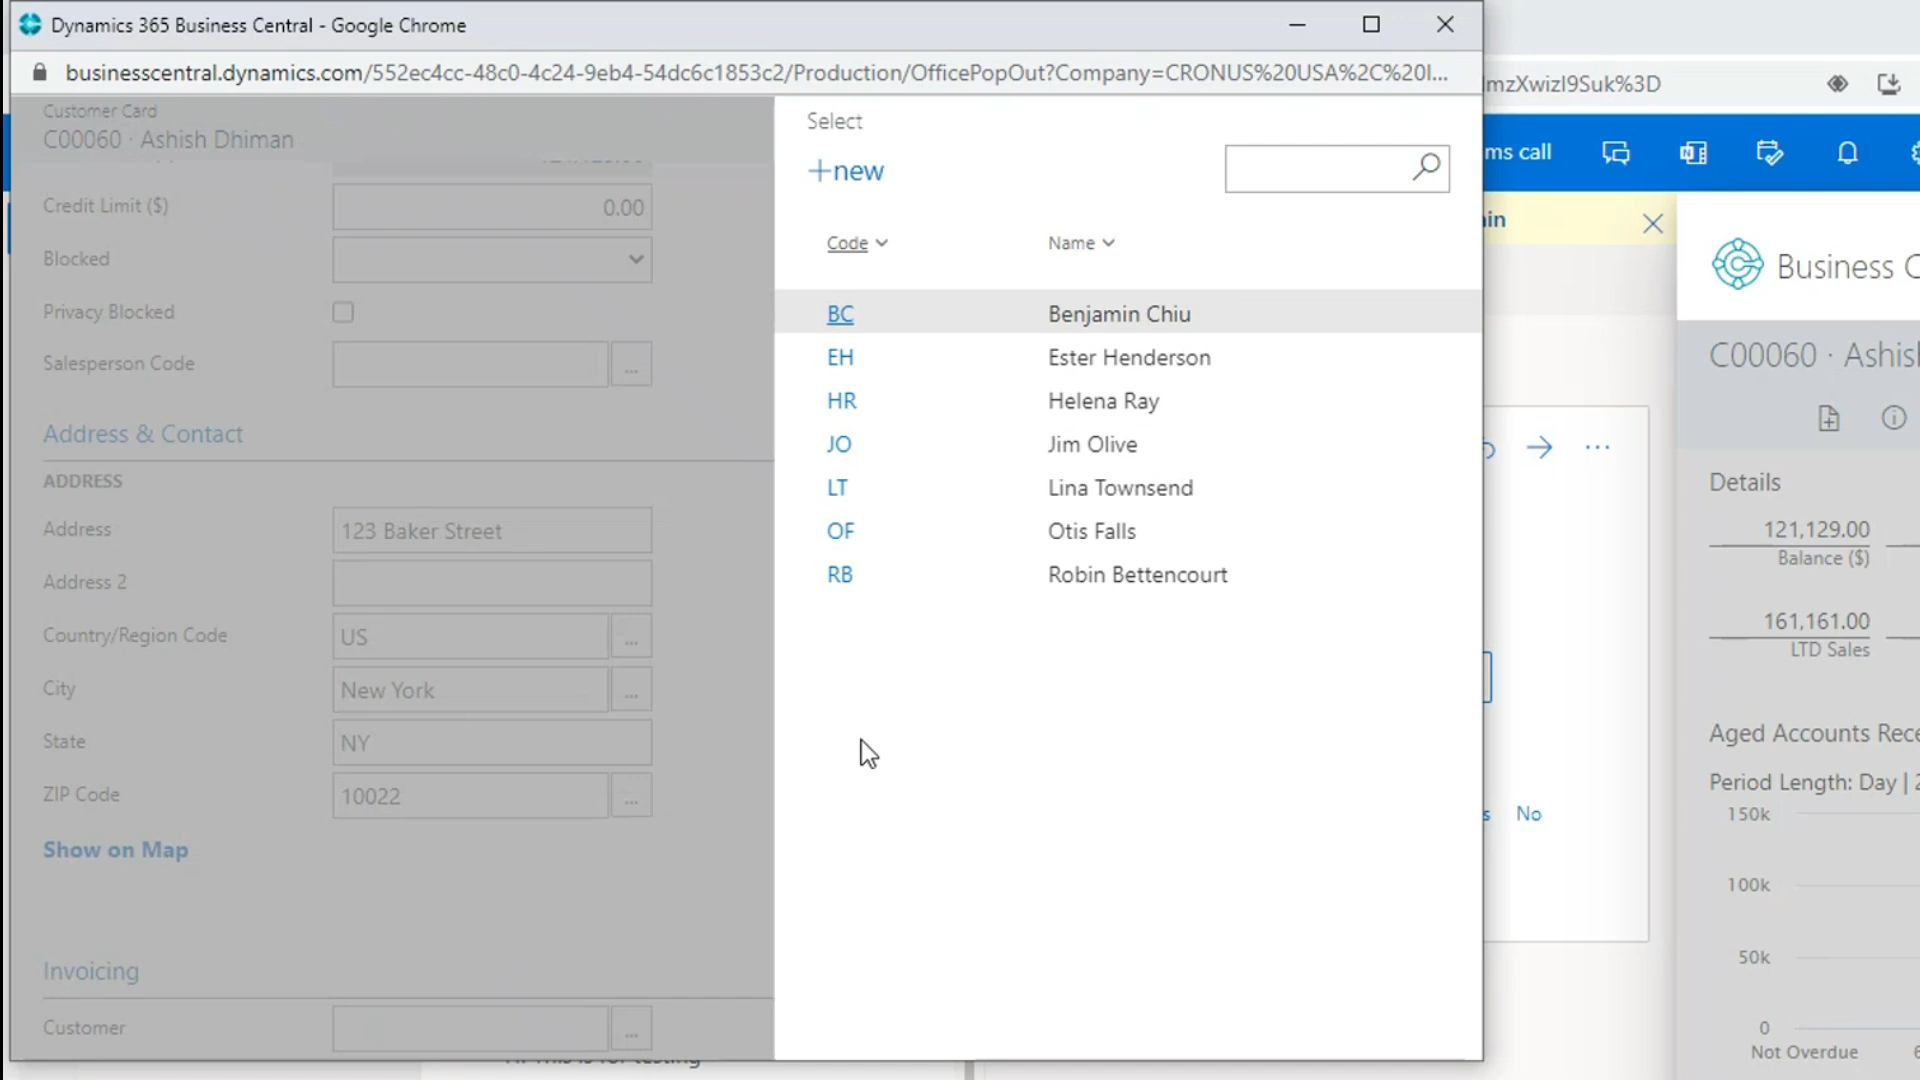 Dynamics 365 Business Central - Google Chrome
businesscentral.dynamics.com/552ec4cc-48c0-4c24-9eb4-54dc6c1853c2/Production/OfficePopOut?Company=CRONUS%20USA%2C%20I...
Customer Card
C00060 · Ashish Dhiman
Credit Limit ($)
0.00
Blocked
Privacy Blocked
Salesperson Code
...
Address & Contact
ADDRESS
Address
123 Baker Street
Address 2
Country/Region Code
US
...
City
New York
...
State
NY
ZIP Code
10022
...
Show on Map
Invoicing
Customer
...
Select
+new
Code
Name
BC
Benjamin Chiu
EH
Ester Henderson
HR
Helena Ray
JO
Jim Olive
LT
Lina Townsend
OF
Otis Falls
RB
Robin Bettencourt
mzXwizl9Suk%3D
ms call
No
Business C
C00060 · Ashis
Details
121,129.00
Balance ($)
161,161.00
LTD Sales
Aged Accounts Rece
Period Length: Day | 2
150k
100k
50k
0
Not Overdue